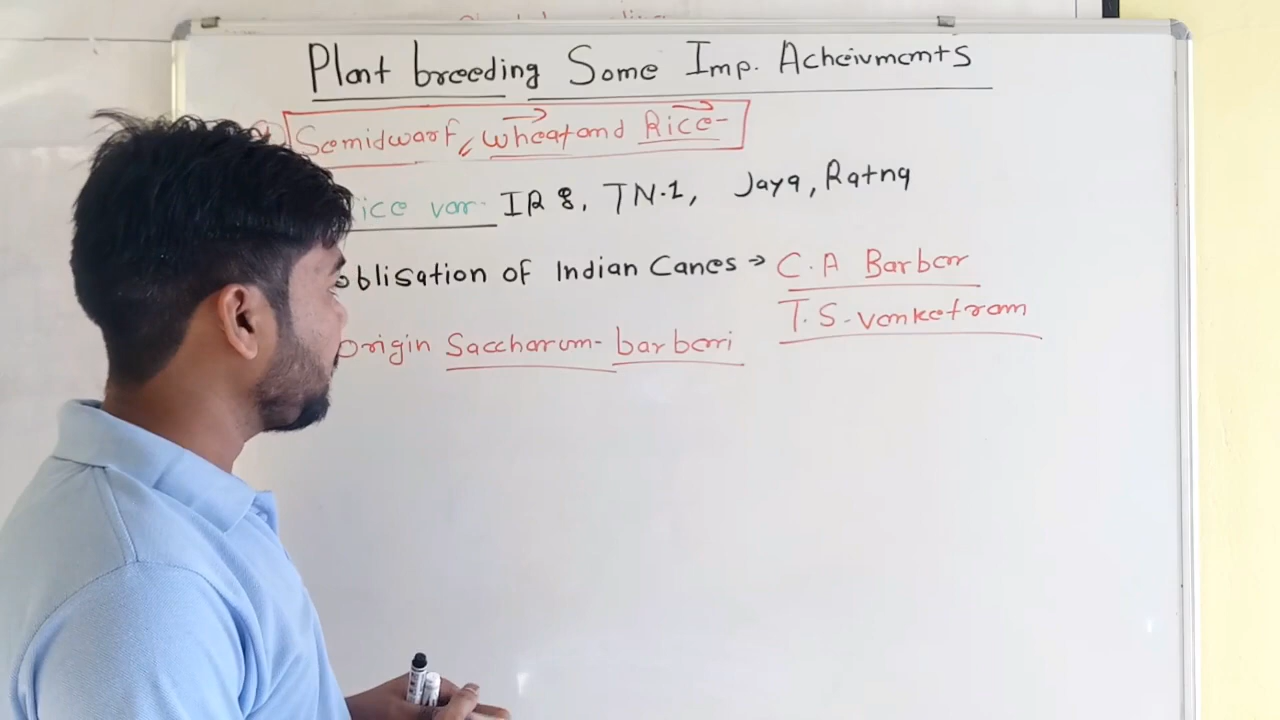 Plant breeding Some Imp. Acheivments
Semidwarf, wheat and Rice-
ice var- IR 8, TN-1, Jaya, Ratna
oblisation of Indian Canes → C.A Barber
T.S-venketram
origin Saccharum- barberi